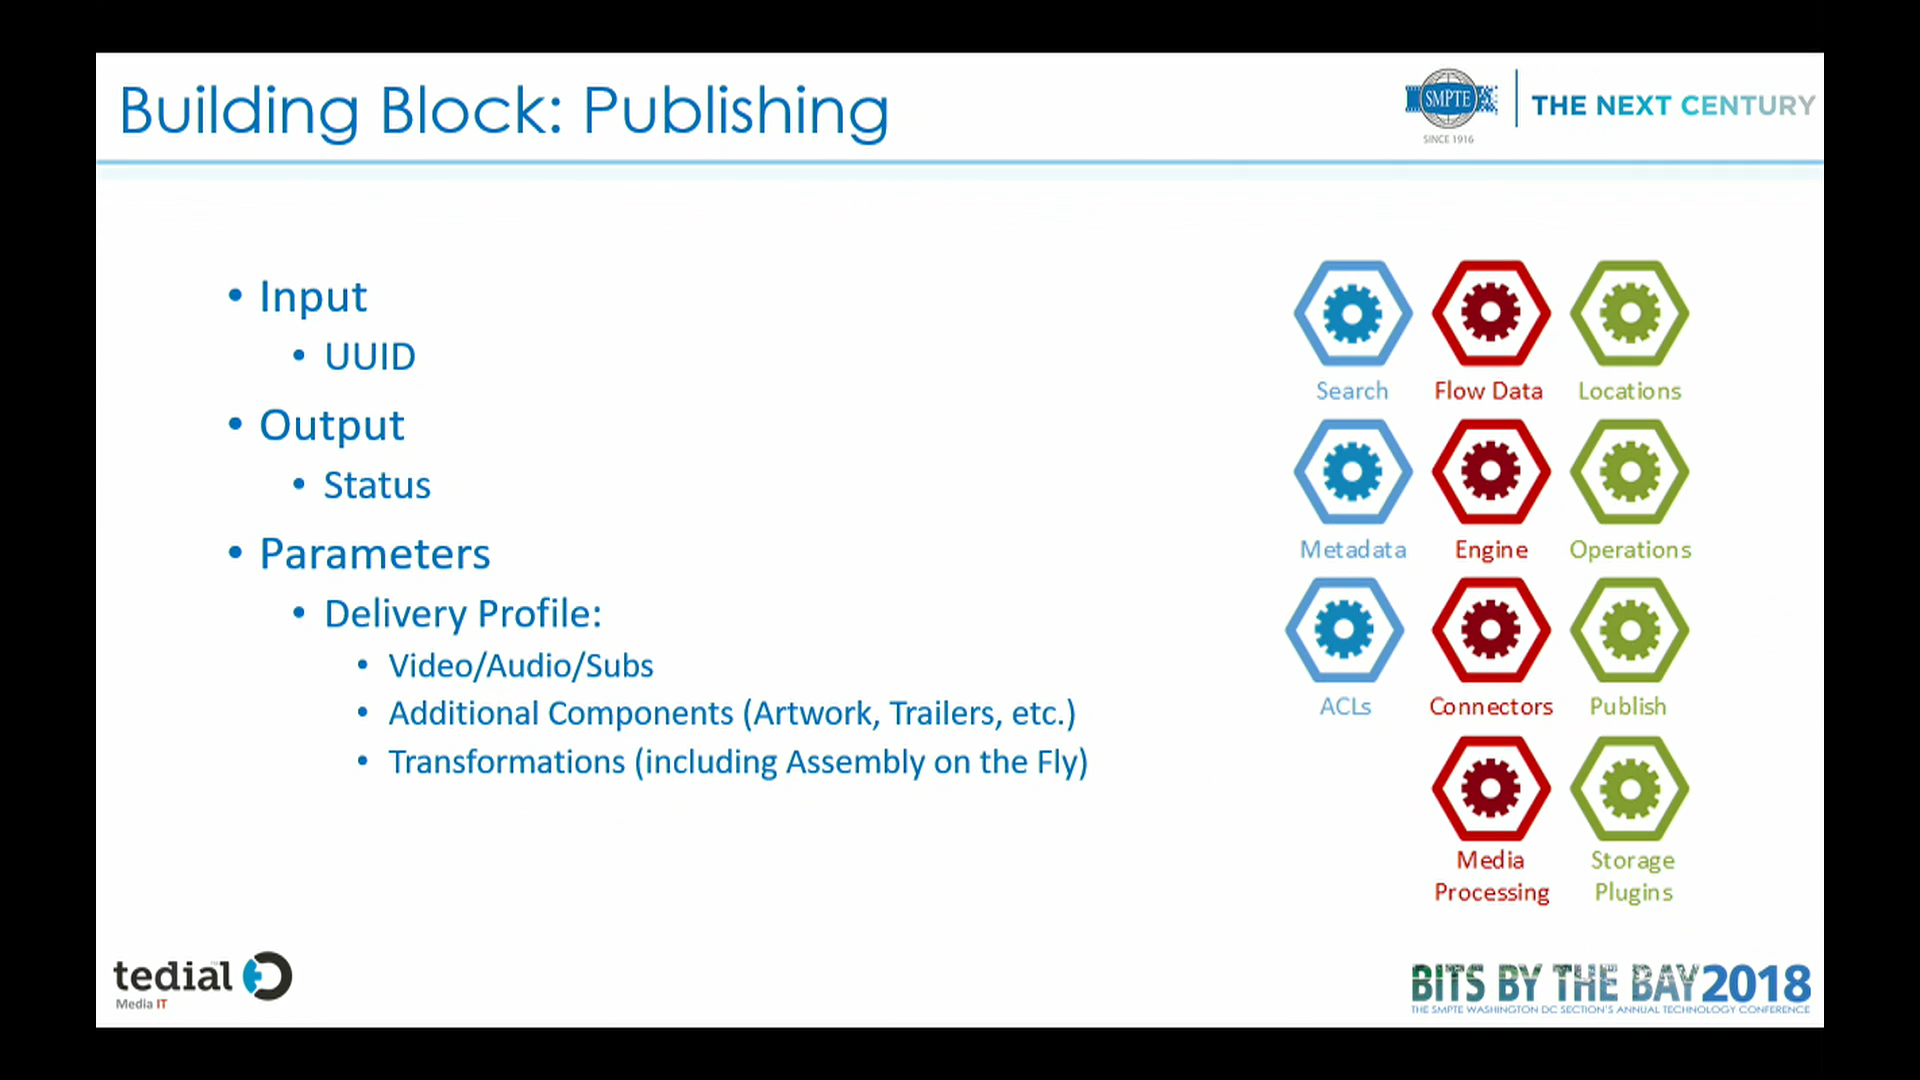 Building Block: Publishing
SMPTE
SINCE 1916
THE NEXT CENTURY
• Input
• UUID
• Output
• Status
• Parameters
• Delivery Profile:
• Video/Audio/Subs
• Additional Components (Artwork, Trailers, etc.)
• Transformations (including Assembly on the Fly)
Search Flow Data Locations
Metadata Engine Operations
ACLs Connectors Publish
Media Processing
Storage Plugins
tedial
Media IT
BITS BY THE BAY 2018
THE SMPTE WASHINGTON DC SECTION'S ANNUAL TECHNOLOGY CONFERENCE